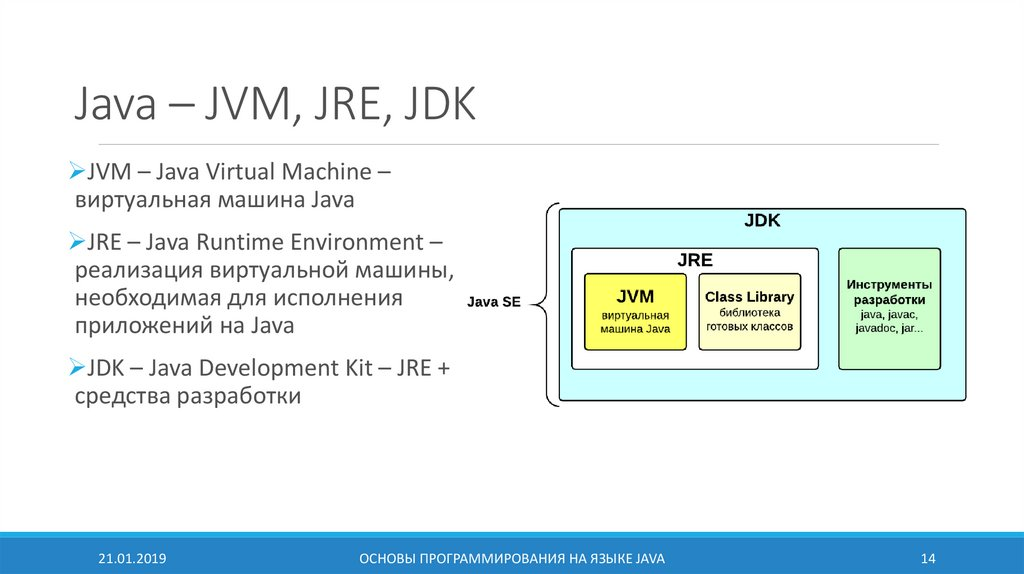 Java – JVM, JRE, JDK
➢JVM – Java Virtual Machine –
виртуальная машина Java
➢JRE – Java Runtime Environment –
реализация виртуальной машины,
необходимая для исполнения
приложений на Java
➢JDK – Java Development Kit – JRE +
средства разработки
Java SE
JDK
JRE
JVM
виртуальная
машина Java
Class Library
библиотека
готовых классов
Инструменты
разработки
java, javac,
javadoc, jar...
21.01.2019
ОСНОВЫ ПРОГРАММИРОВАНИЯ НА ЯЗЫКЕ JAVA
14